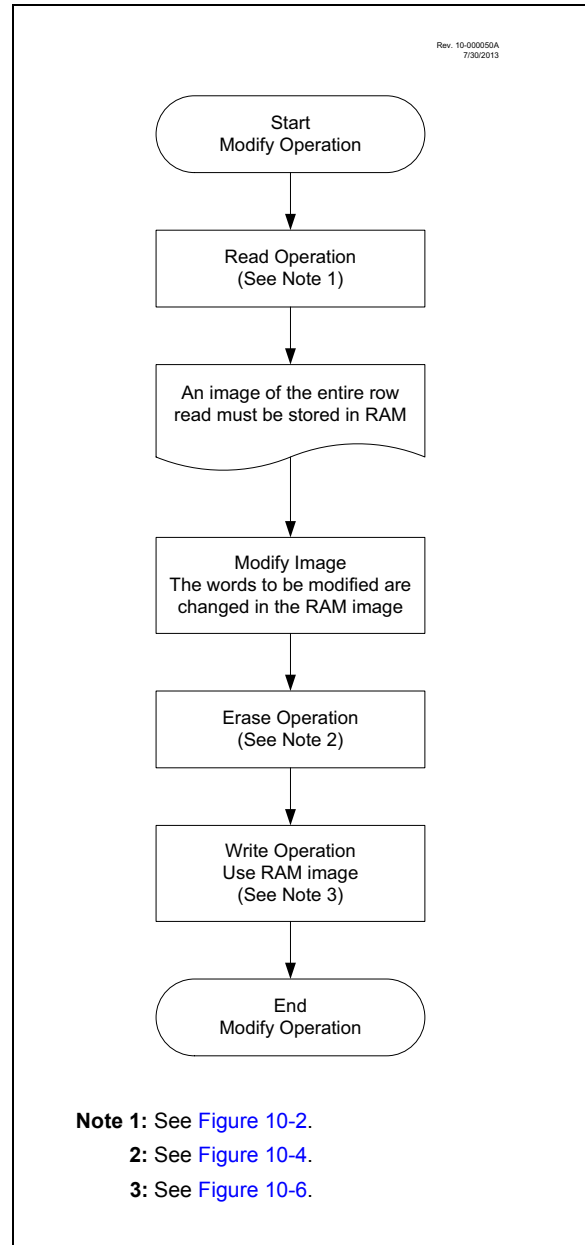 Rev. 10-000050A
7/30/2013
Start
Modify Operation
Read Operation
(See Note 1)
An image of the entire row
read must be stored in RAM
Modify Image
The words to be modified are
changed in the RAM image
Erase Operation
(See Note 2)
Write Operation
Use RAM image
(See Note 3)
End
Modify Operation
Note 1: See Figure 10-2.
2: See Figure 10-4.
3: See Figure 10-6.